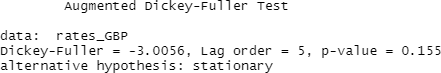 Augmented Dickey-Fuller Test
data:  rates_GBP
Dickey-Fuller = -3.0056, Lag order = 5, p-value = 0.155
alternative hypothesis: stationary